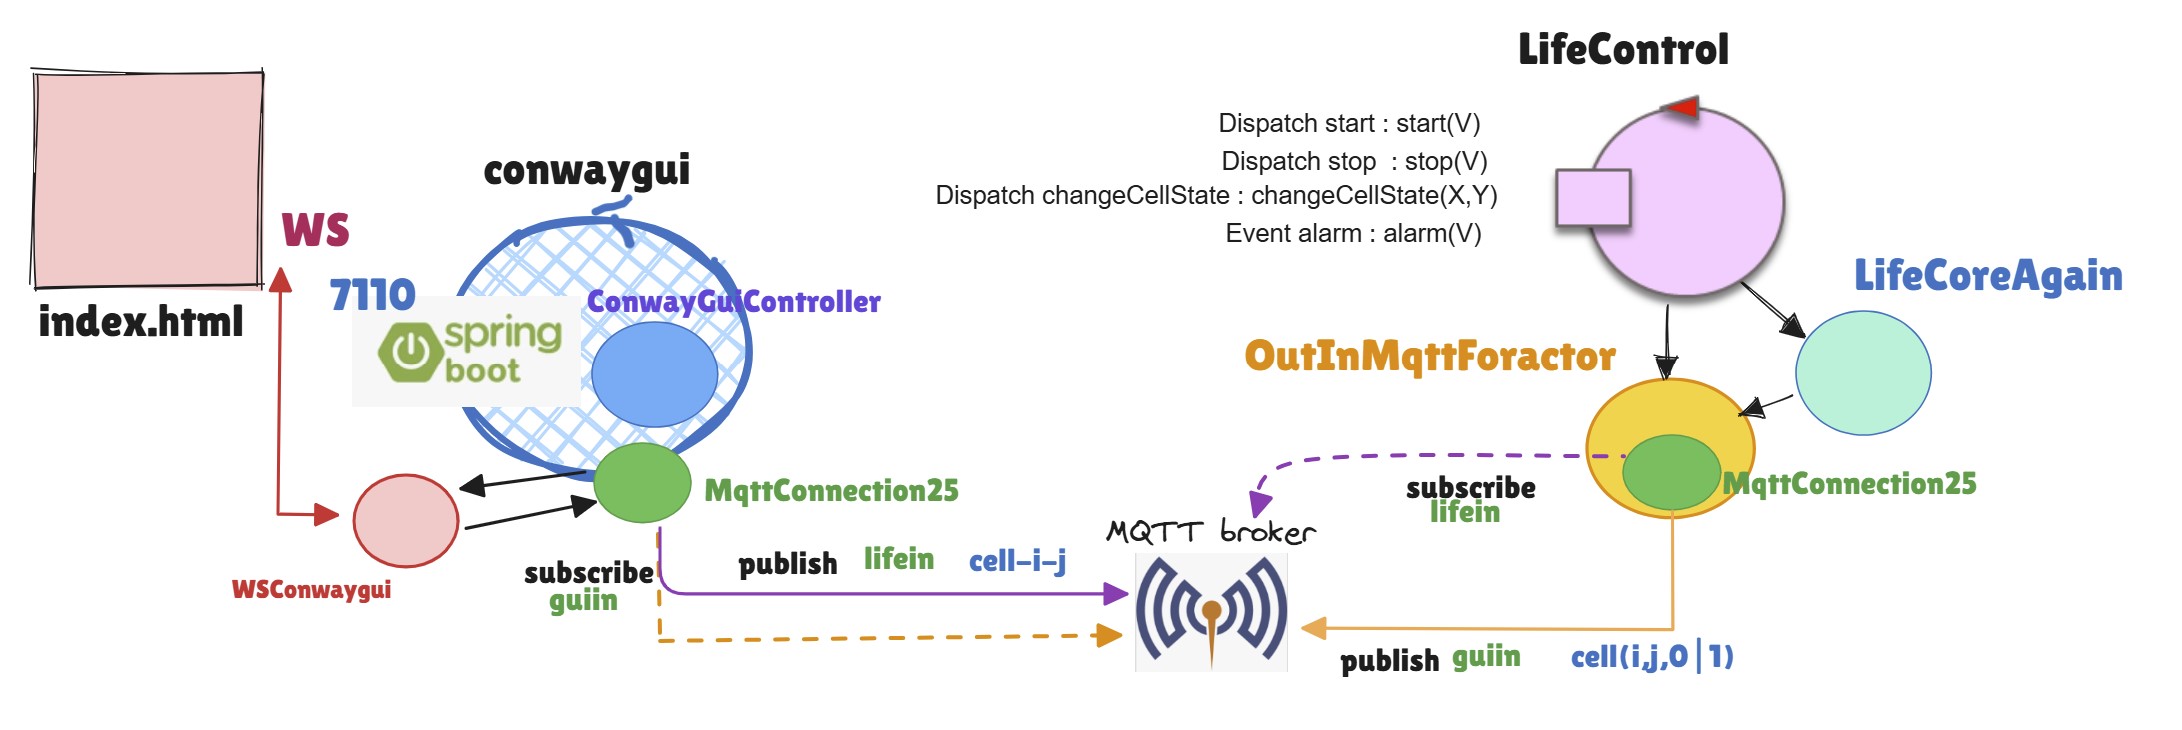 LifeControl
Dispatch start : start(V)
Dispatch stop : stop(V)
Dispatch changeCellState : changeCellState(X,Y)
Event alarm : alarm(V)
conwaygui
WS
7110
index.html
ConwayGuiController
spring
boot
LifeCoreAgain
OutInMqttForactor
MqttConnection25
MqttConnection25
subscribe
lifein
MQTT broker
publish lifein cell-i-j
subscribe
guiin
WSConwaygui
publish guiin cell(i,j,0|1)